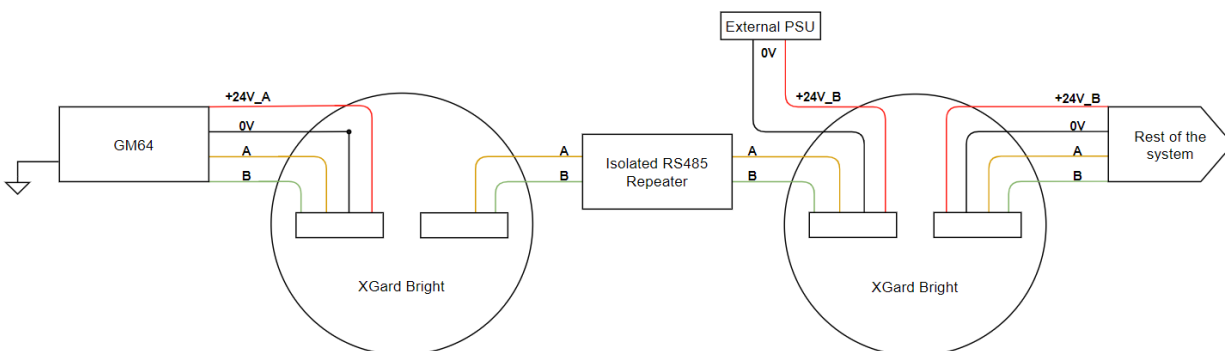 External PSU
0V
+24V_A
+24V_B
+24V_B
0V
0V
GM64
Isolated RS485
Repeater
Rest of the
system
A
A
A
A
B
B
B
B
XGard Bright
XGard Bright